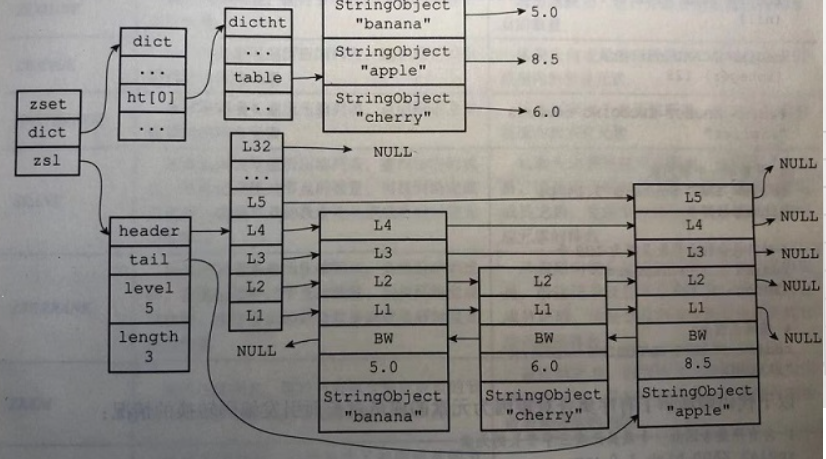 zset
dict
zsl
dict
...
ht[0]
...
dictht
...
table
...
StringObject
"banana"
StringObject
"apple"
StringObject
"cherry"
5.0
8.5
6.0
header
tail
level
5
length
3
L32
...
L5
L4
L3
L2
L1
NULL
NULL
L4
L3
L2
L1
BW
5.0
StringObject
"banana"
L2
L1
BW
6.0
StringObject
"cherry"
L5
L4
L3
L2
L1
BW
8.5
StringObject
"apple"
NULL
NULL
NULL
NULL
NULL